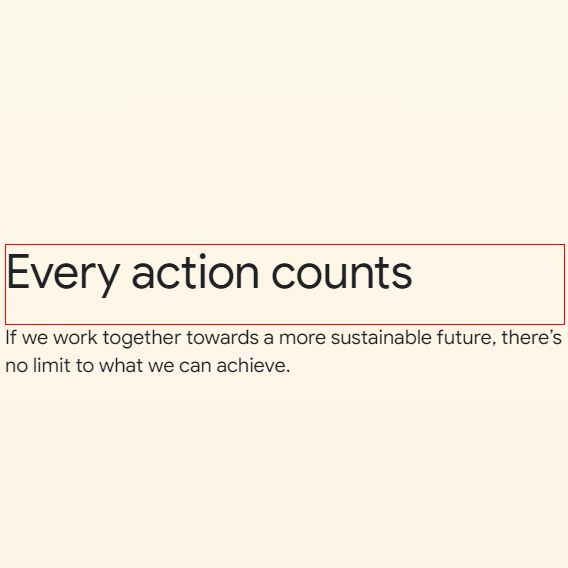 Every action counts
If we work together towards a more sustainable future, there’s
no limit to what we can achieve.